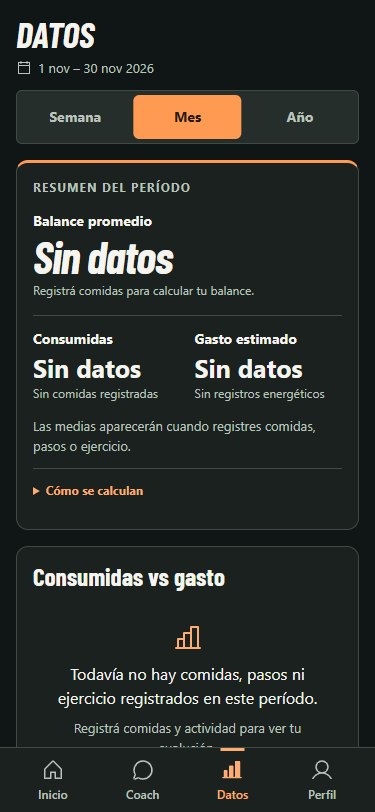 DATOS
1 nov – 30 nov 2026
Semana Mes Año
RESUMEN DEL PERÍODO
Balance promedio
Sin datos
Registrá comidas para calcular tu balance.
Consumidas Gasto estimado
Sin datos Sin datos
Sin comidas registradas Sin registros energéticos
Las medias aparecerán cuando registres comidas,
pasos o ejercicio.
Cómo se calculan
Consumidas vs gasto
Todavía no hay comidas, pasos ni
ejercicio registrados en este período.
Registrá comidas y actividad para ver tu
Inicio Coach Datos Perfil